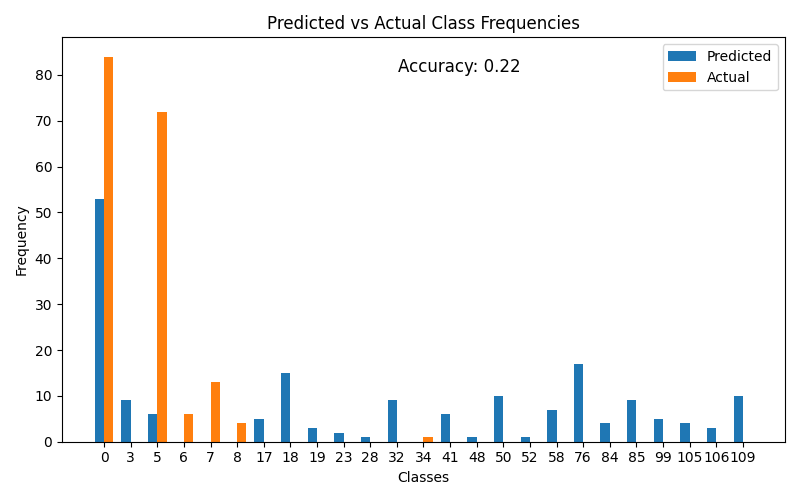 Predicted vs Actual Class Frequencies
Accuracy: 0.22
Predicted
Actual
Frequency
80
70
60
50
40
30
20
10
0
0 3 5 6 7 8 17 18 19 23 28 32 34 41 48 50 52 58 76 84 85 99 105 106 109
Classes